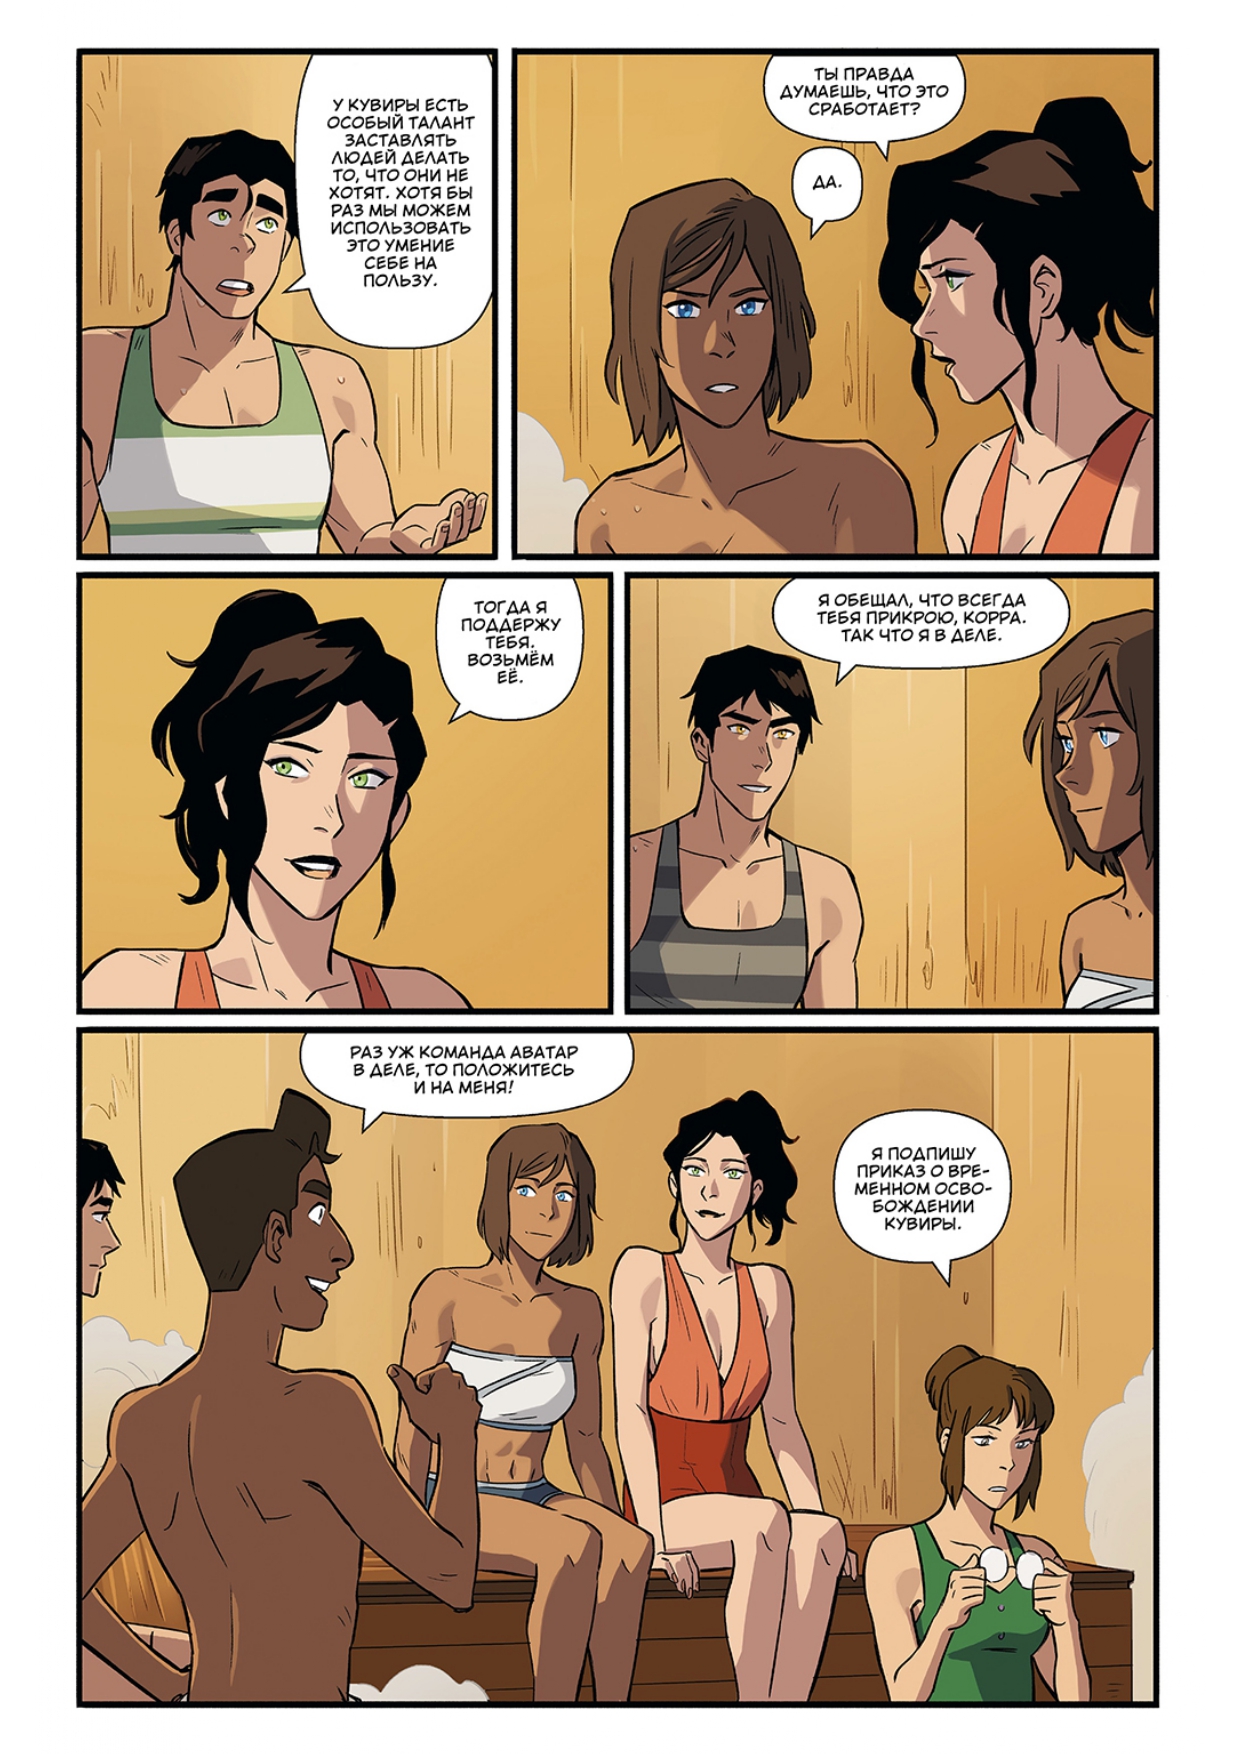 У КУВИРЫ ЕСТЬ
ОСОБЫЙ ТАЛАНТ
ЗАСТАВЛЯТЬ
ЛЮДЕЙ ДЕЛАТЬ
ТО, ЧТО ОНИ НЕ
ХОТЯТ. ХОТЯ БЫ
РАЗ МЫ МОЖЕМ
ИСПОЛЬЗОВАТЬ
ЭТО УМЕНИЕ
СЕБЕ НА
ПОЛЬЗУ.
ТЫ ПРАВДА
ДУМАЕШЬ, ЧТО ЭТО
СРАБОТАЕТ?
ДА.
ТОГДА Я
ПОДДЕРЖУ
ТЕБЯ.
ВОЗЬМЁМ
ЕЁ.
Я ОБЕЩАЛ, ЧТО ВСЕГДА
ТЕБЯ ПРИКРОЮ, КОРРА.
ТАК ЧТО Я В ДЕЛЕ.
РАЗ УЖ КОМАНДА АВАТАР
В ДЕЛЕ, ТО ПОЛОЖИТЕСЬ
И НА МЕНЯ!
Я ПОДПИШУ
ПРИКАЗ О ВРЕ-
МЕННОМ ОСВО-
БОЖДЕНИИ
КУВИРЫ.